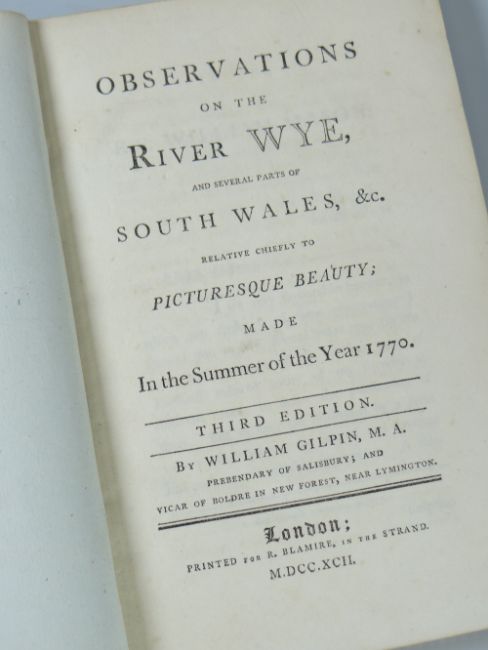 OBSERVATIONS
ON THE
RIVER WYE,
AND SEVERAL PARTS OF
SOUTH WALES, &c.
RELATIVE CHIEFLY TO
PICTURESQUE BEAUTY;
MADE
In the Summer of the Year 1770.
THIRD EDITION.
BY WILLIAM GILPIN, M. A.
PREBENDARY OF SALISBURY; AND
VICAR OF BOLDRE IN NEW FOREST, NEAR LYMINGTON.
London;
PRINTED FOR R. BLAMIRE, IN THE STRAND.
M.DCC.XCII.